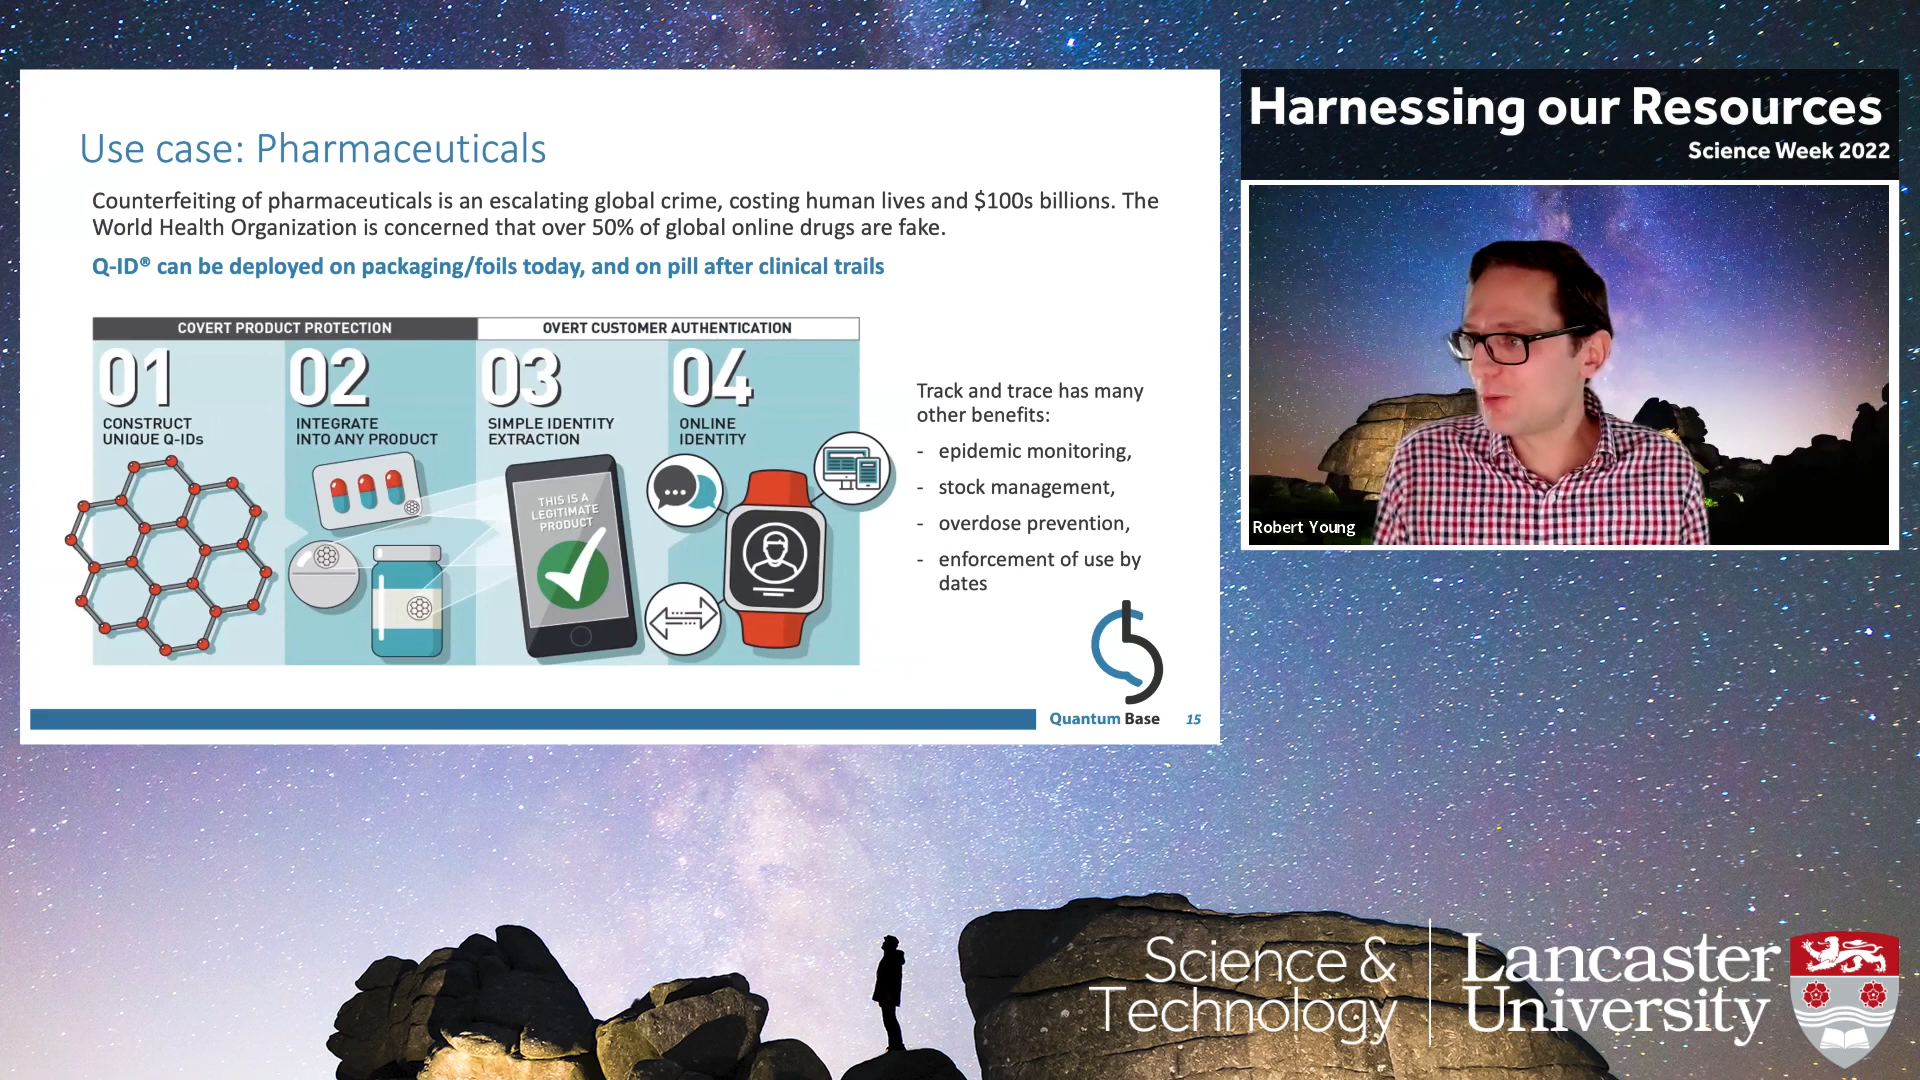 Use case: Pharmaceuticals
Counterfeiting of pharmaceuticals is an escalating global crime, costing human lives and $100s billions. The
World Health Organization is concerned that over 50% of global online drugs are fake.
Q-ID® can be deployed on packaging/foils today, and on pill after clinical trails
COVERT PRODUCT PROTECTION
OVERT CUSTOMER AUTHENTICATION
01
CONSTRUCT
UNIQUE Q-IDs
02
INTEGRATE
INTO ANY PRODUCT
03
SIMPLE IDENTITY
EXTRACTION
THIS IS A
LEGITIMATE
PRODUCT
04
ONLINE
IDENTITY
Track and trace has many
other benefits:
- epidemic monitoring,
- stock management,
- overdose prevention,
- enforcement of use by
dates
Quantum Base
15
Harnessing our Resources
Science Week 2022
Robert Young
Science &
Technology
Lancaster
University